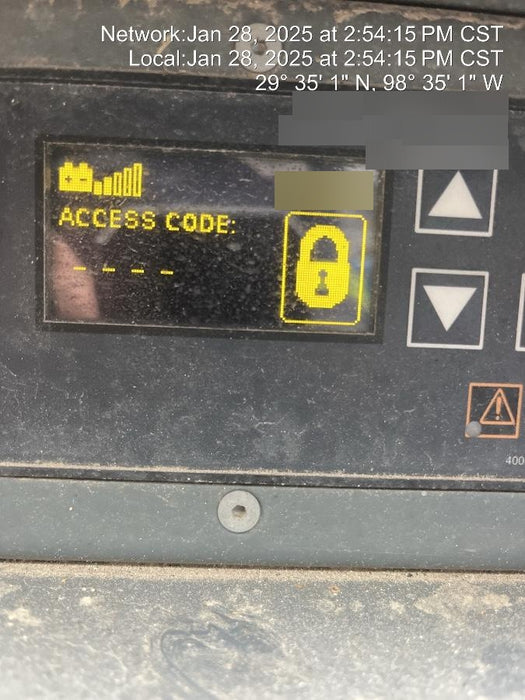 Network:Jan 28, 2025 at 2:54:15 PM CST
Local:Jan 28, 2025 at 2:54:15 PM CST
29° 35' 1" N, 98° 35' 1" W
ACCESS CODE:
_ _ _ _
400